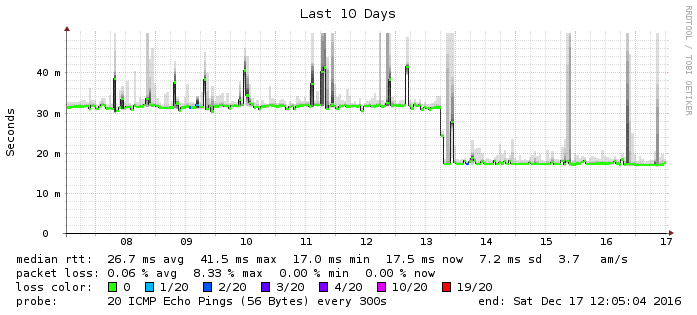 Last 10 Days
RRDTOOL / TOBI OETIKER
Seconds
40 m
30 m
20 m
10 m
0
08 09 10 11 12 13 14 15 16 17
median rtt: 26.7 ms avg 41.5 ms max 17.0 ms min 17.5 ms now 7.2 ms sd 3.7 am/s
packet loss: 0.06 % avg 8.33 % max 0.00 % min 0.00 % now
loss color: 0 1/20 2/20 3/20 4/20 10/20 19/20
probe: 20 ICMP Echo Pings (56 Bytes) every 300s end: Sat Dec 17 12:05:04 2016